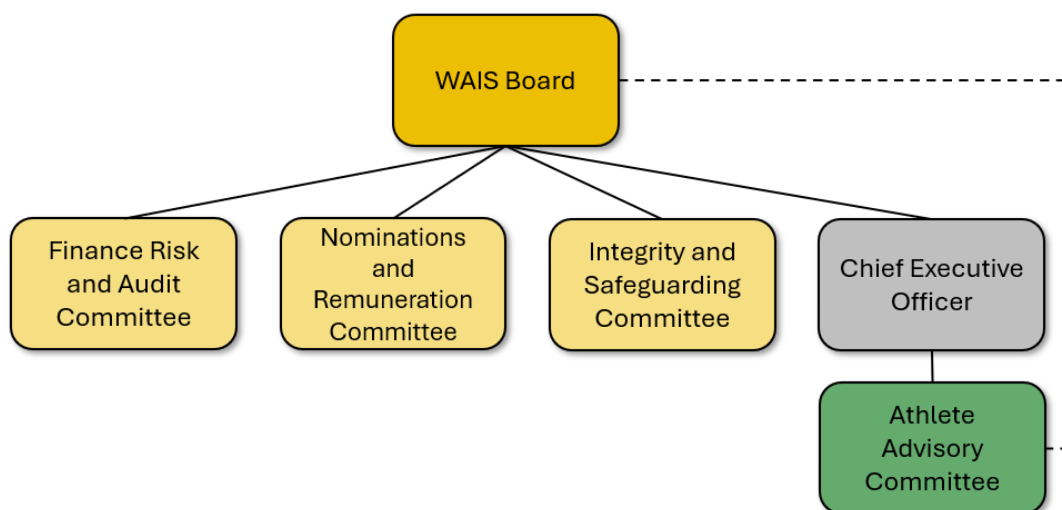 WAIS Board
Finance Risk
and Audit
Committee
Nominations
and
Remuneration
Committee
Integrity and
Safeguarding
Committee
Chief Executive
Officer
Athlete
Advisory
Committee